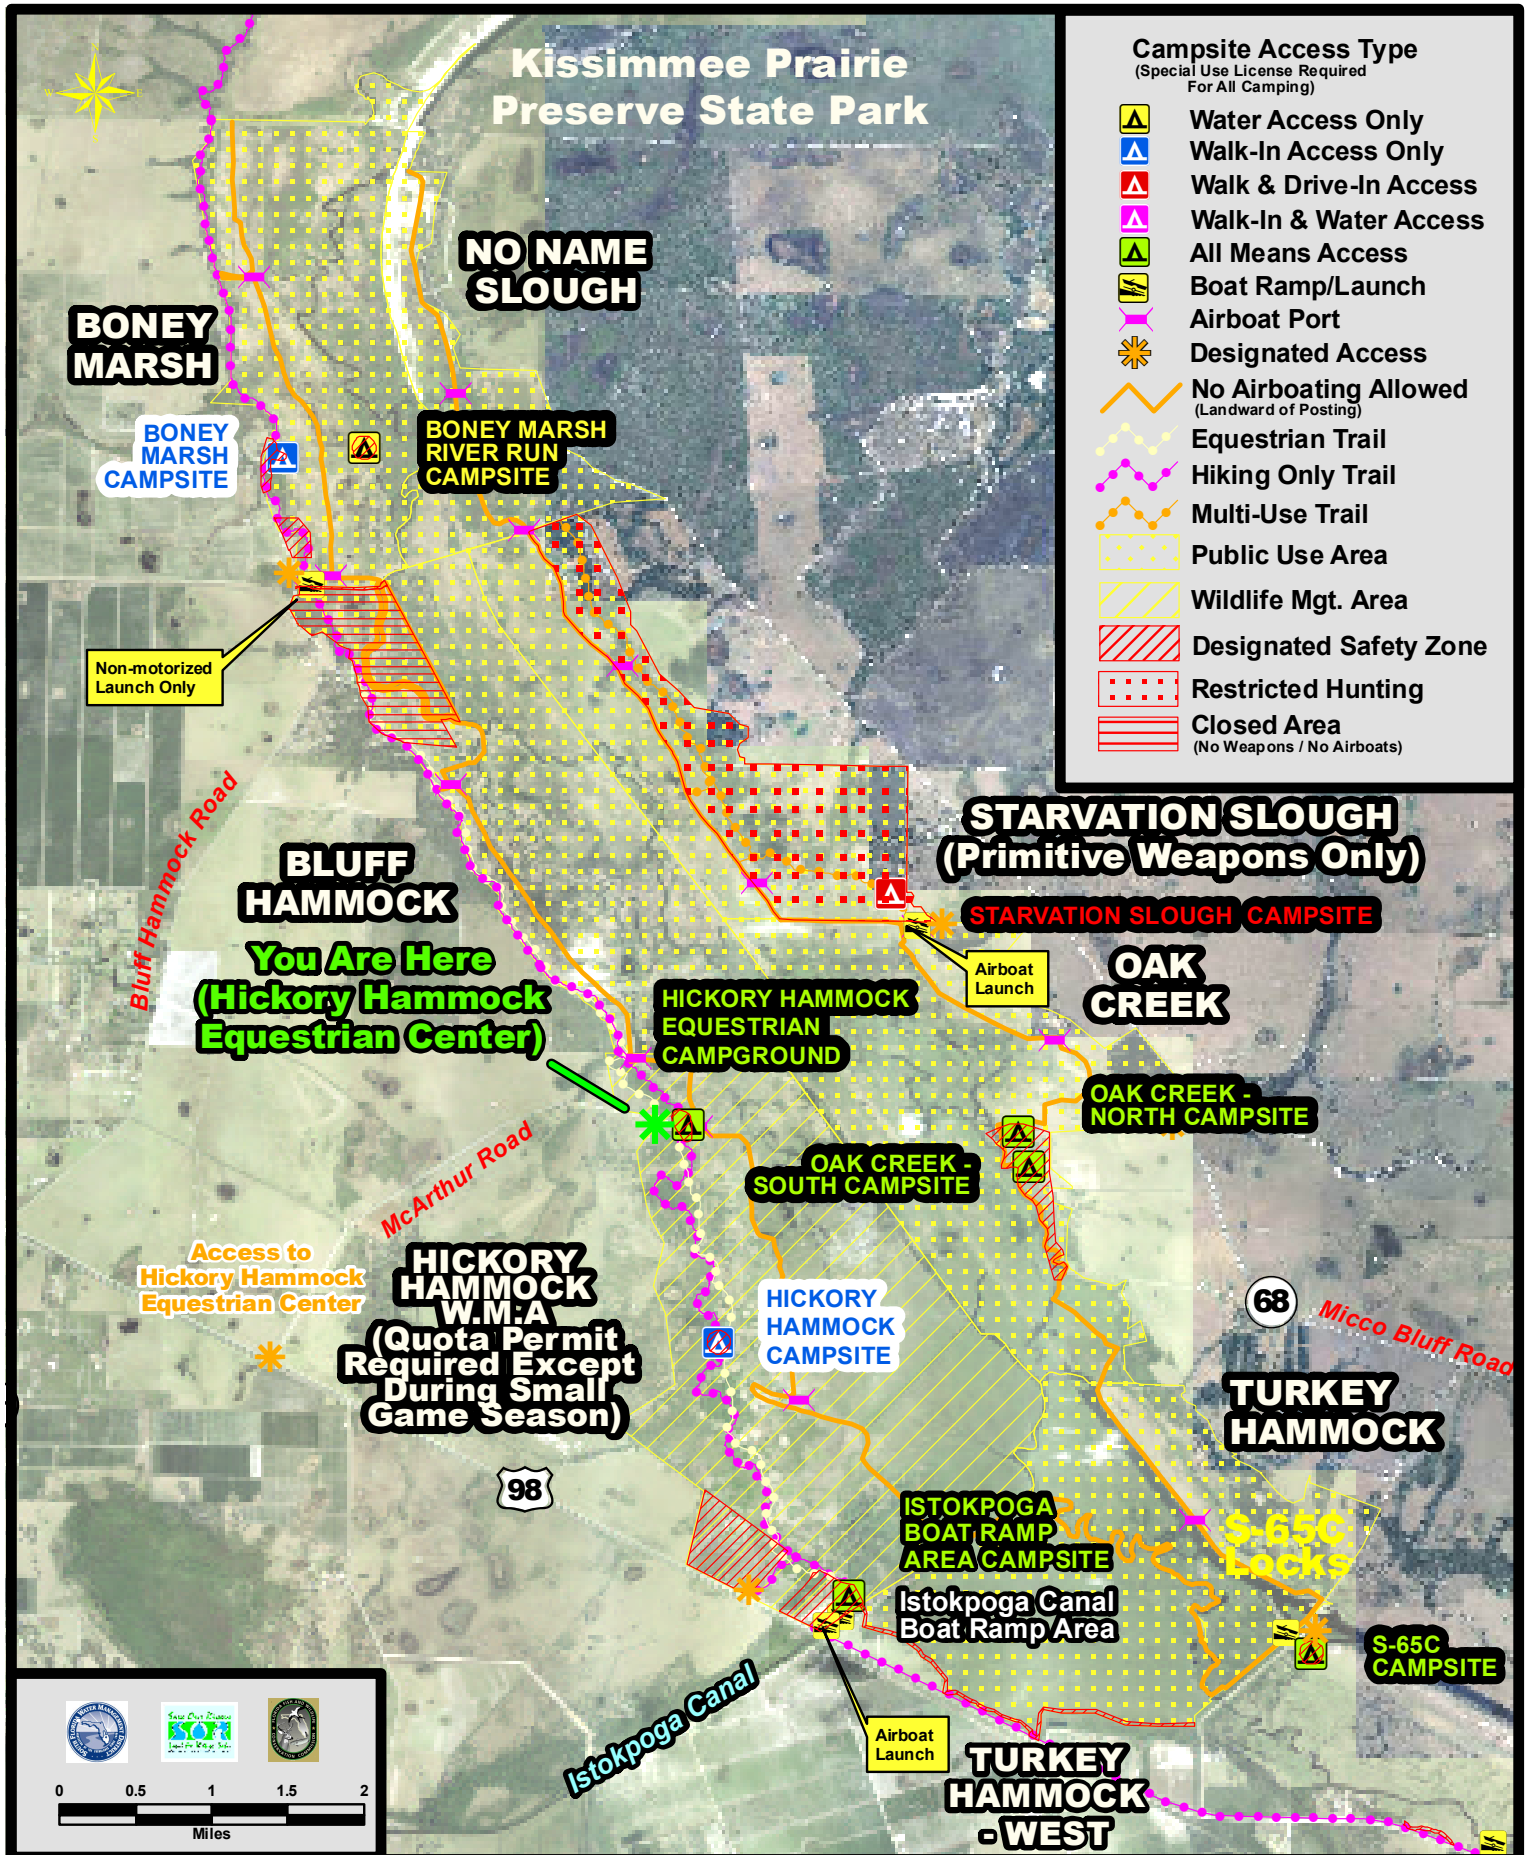 Kissimmee Prairie
Preserve State Park
Campsite Access Type
(Special Use License Required
For All Camping)
Water Access Only
Walk-In Access Only
Walk & Drive-In Access
Walk-In & Water Access
All Means Access
Boat Ramp/Launch
Airboat Port
Designated Access
No Airboating Allowed
(Landward of Posting)
Equestrian Trail
Hiking Only Trail
Multi-Use Trail
Public Use Area
Wildlife Mgt. Area
Designated Safety Zone
Restricted Hunting
Closed Area
(No Weapons / No Airboats)
N
W
E
S
NO NAME
SLOUGH
BONEY
MARSH
BONEY
MARSH
CAMPSITE
BONEY MARSH
RIVER RUN
CAMPSITE
Non-motorized
Launch Only
Bluff Hammock Road
STARVATION SLOUGH
(Primitive Weapons Only)
BLUFF
HAMMOCK
STARVATION SLOUGH CAMPSITE
You Are Here
(Hickory Hammock
Equestrian Center)
Airboat
Launch
OAK
CREEK
HICKORY HAMMOCK
EQUESTRIAN
CAMPGROUND
OAK CREEK -
NORTH CAMPSITE
McArthur Road
OAK CREEK -
SOUTH CAMPSITE
Access to
Hickory Hammock
Equestrian Center
HICKORY
HAMMOCK
W.M.A
(Quota Permit
Required Except
During Small
Game Season)
HICKORY
HAMMOCK
CAMPSITE
68
Micco Bluff Road
TURKEY
HAMMOCK
98
ISTOKPOGA
BOAT RAMP
AREA CAMPSITE
S-65C
Locks
Istokpoga Canal
Boat Ramp Area
S-65C
CAMPSITE
Istokpoga Canal
Airboat
Launch
TURKEY
HAMMOCK
- WEST
0 0.5 1 1.5 2
Miles